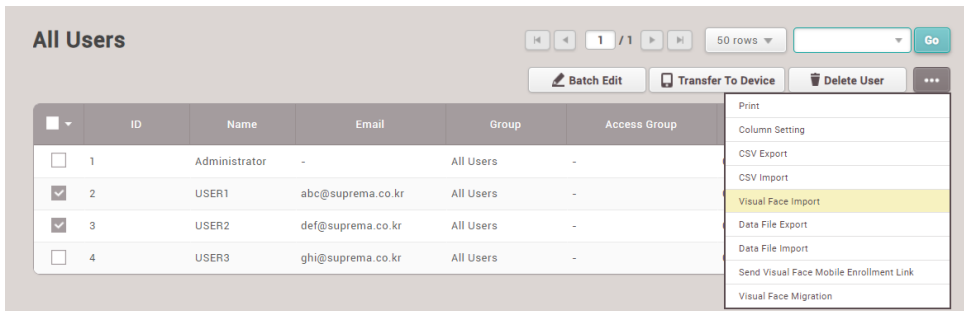 All Users
1 / 1
50 rows
Go
Batch Edit
Transfer To Device
Delete User
ID Name Email Group Access Group
1 Administrator - All Users -
2 USER1 abc@suprema.co.kr All Users -
3 USER2 def@suprema.co.kr All Users -
4 USER3 ghi@suprema.co.kr All Users -
Print
Column Setting
CSV Export
CSV Import
Visual Face Import
Data File Export
Data File Import
Send Visual Face Mobile Enrollment Link
Visual Face Migration